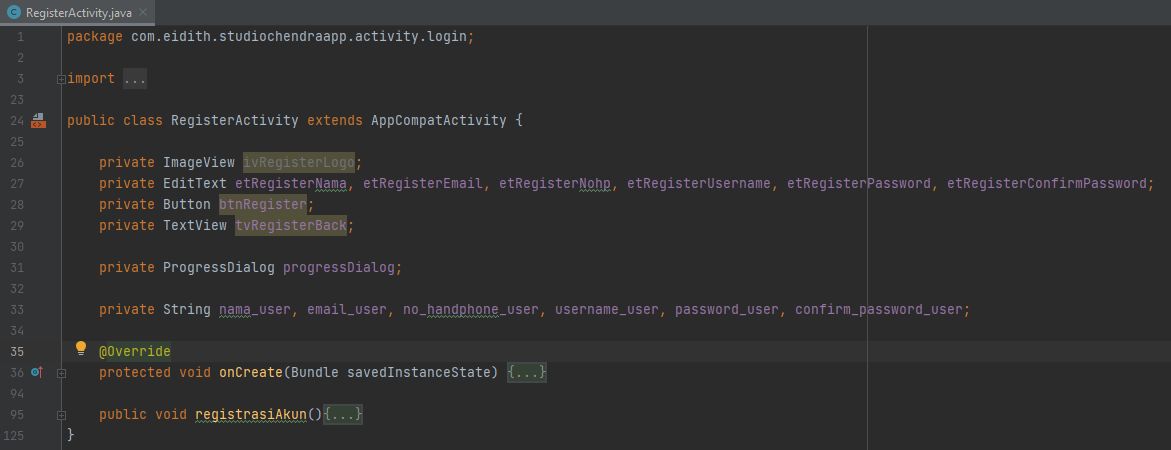 RegisterActivity.java
1 package com.eidith.studiochendraapp.activity.login;
2
3 import ...
23
24 public class RegisterActivity extends AppCompatActivity {
25
26 private ImageView ivRegisterLogo;
27 private EditText etRegisterNama, etRegisterEmail, etRegisterNohp, etRegisterUsername, etRegisterPassword, etRegisterConfirmPassword;
28 private Button btnRegister;
29 private TextView tvRegisterBack;
30
31 private ProgressDialog progressDialog;
32
33 private String nama_user, email_user, no_handphone_user, username_user, password_user, confirm_password_user;
34
35 @Override
36 protected void onCreate(Bundle savedInstanceState) {...}
94
95 public void registrasiAkun(){...}
125 }